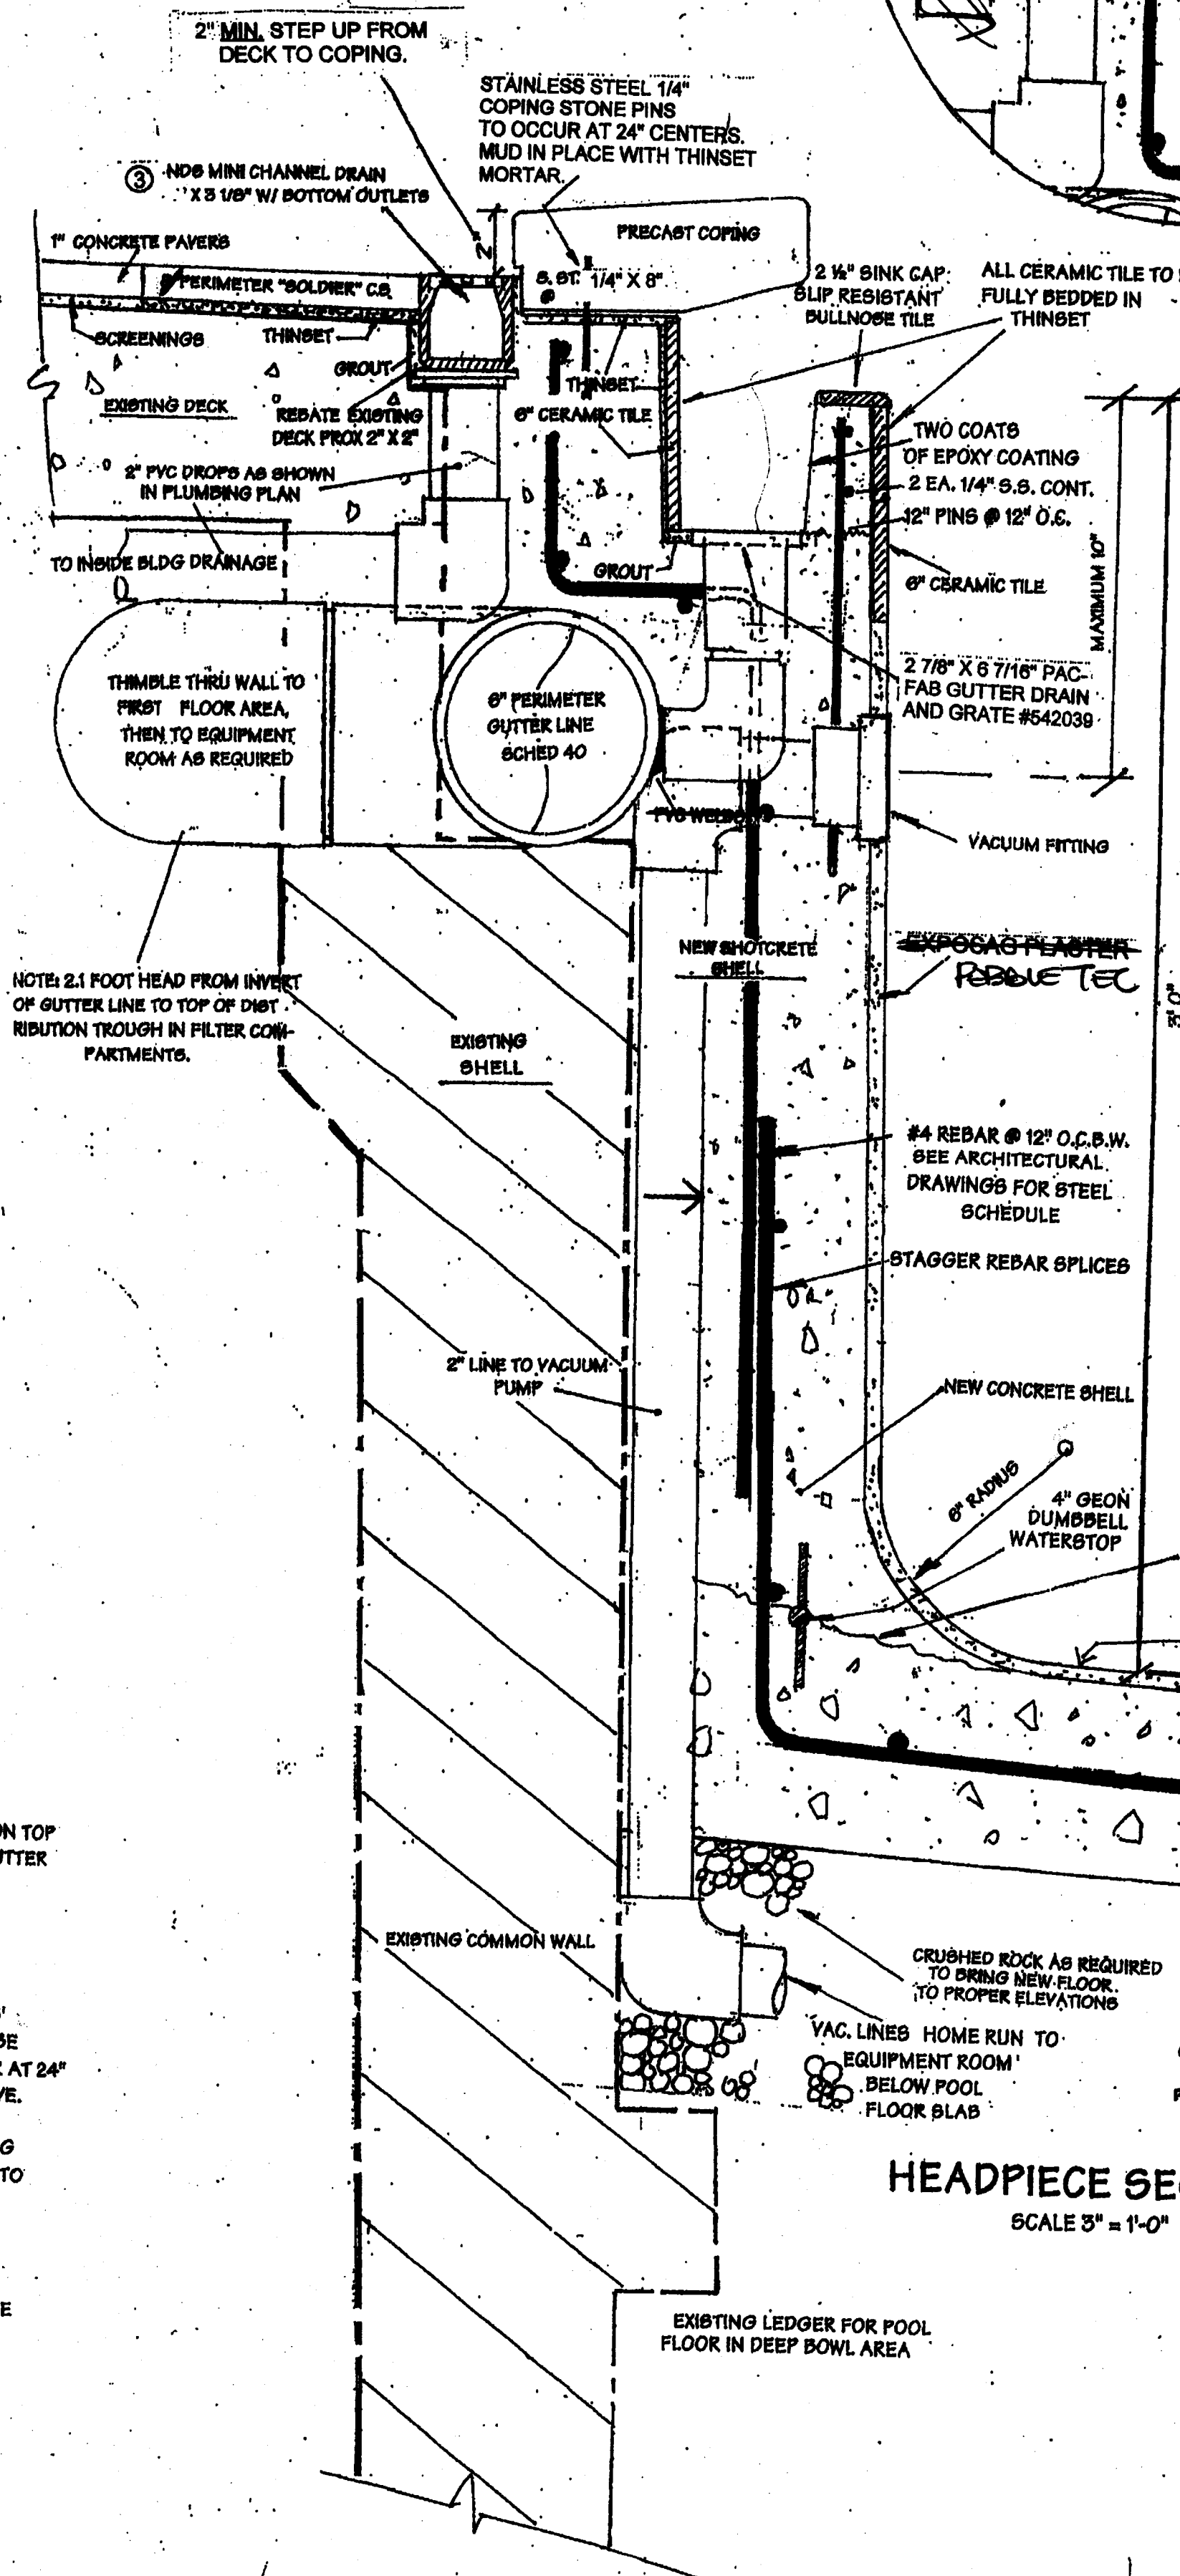 2" MIN. STEP UP FROM
DECK TO COPING.
STAINLESS STEEL 1/4"
COPING STONE PINS
TO OCCUR AT 24" CENTERS.
MUD IN PLACE WITH THINSET
MORTAR.
3
NDS MINI CHANNEL DRAIN
X 3 1/8" W/ BOTTOM OUTLETS
2"
PRECAST COPING
1" CONCRETE PAVERS
PERIMETER "SOLDIER" C.S.
S. ST. 1/4" X 8"
@
2 ½" SINK CAP
SLIP RESISTANT
BULLNOSE TILE
ALL CERAMIC TILE TO
FULLY BEDDED IN
THINSET
SCREENINGS
THINSET
GROUT
EXISTING DECK
REBATE EXISTING
DECK PROX 2" X 2"
THINSET
6" CERAMIC TILE
TWO COATS
OF EPOXY COATING
2 EA. 1/4" S.S. CONT.
12" PINS @ 12" O.C.
2" PVC DROPS AS SHOWN
IN PLUMBING PLAN
TO INSIDE BLDG DRAINAGE
GROUT
6" CERAMIC TILE
MAXIMUM 10"
2 7/8" X 6 7/16" PAC-
FAB GUTTER DRAIN
AND GRATE #542039
THIMBLE THRU WALL TO
FIRST FLOOR AREA,
THEN TO EQUIPMENT
ROOM AS REQUIRED
6" PERIMETER
GUTTER LINE
SCHED 40
PVC WELD
VACUUM FITTING
EXPOSAG PLASTER
PEBBLE TEC
NEW SHOTCRETE
SHELL
NOTE: 2.1 FOOT HEAD FROM INVERT
OF GUTTER LINE TO TOP OF DIST
RIBUTION TROUGH IN FILTER COM-
PARTMENTS.
EXISTING
SHELL
3'0"
#4 REBAR @ 12" O.C.B.W.
SEE ARCHITECTURAL
DRAWINGS FOR STEEL
SCHEDULE
STAGGER REBAR SPLICES
2" LINE TO VACUUM
PUMP
NEW CONCRETE SHELL
6" RADIUS
4" GEON
DUMBBELL
WATERSTOP
ON TOP
EXISTING COMMON WALL
CRUSHED ROCK AS REQUIRED
TO BRING NEW FLOOR
TO PROPER ELEVATIONS
VAC. LINES HOME RUN TO
EQUIPMENT ROOM
BELOW POOL
FLOOR SLAB
AT 24"
TO
HEADPIECE
SCALE 3" = 1'-0"
EXISTING LEDGER FOR POOL
FLOOR IN DEEP BOWL AREA